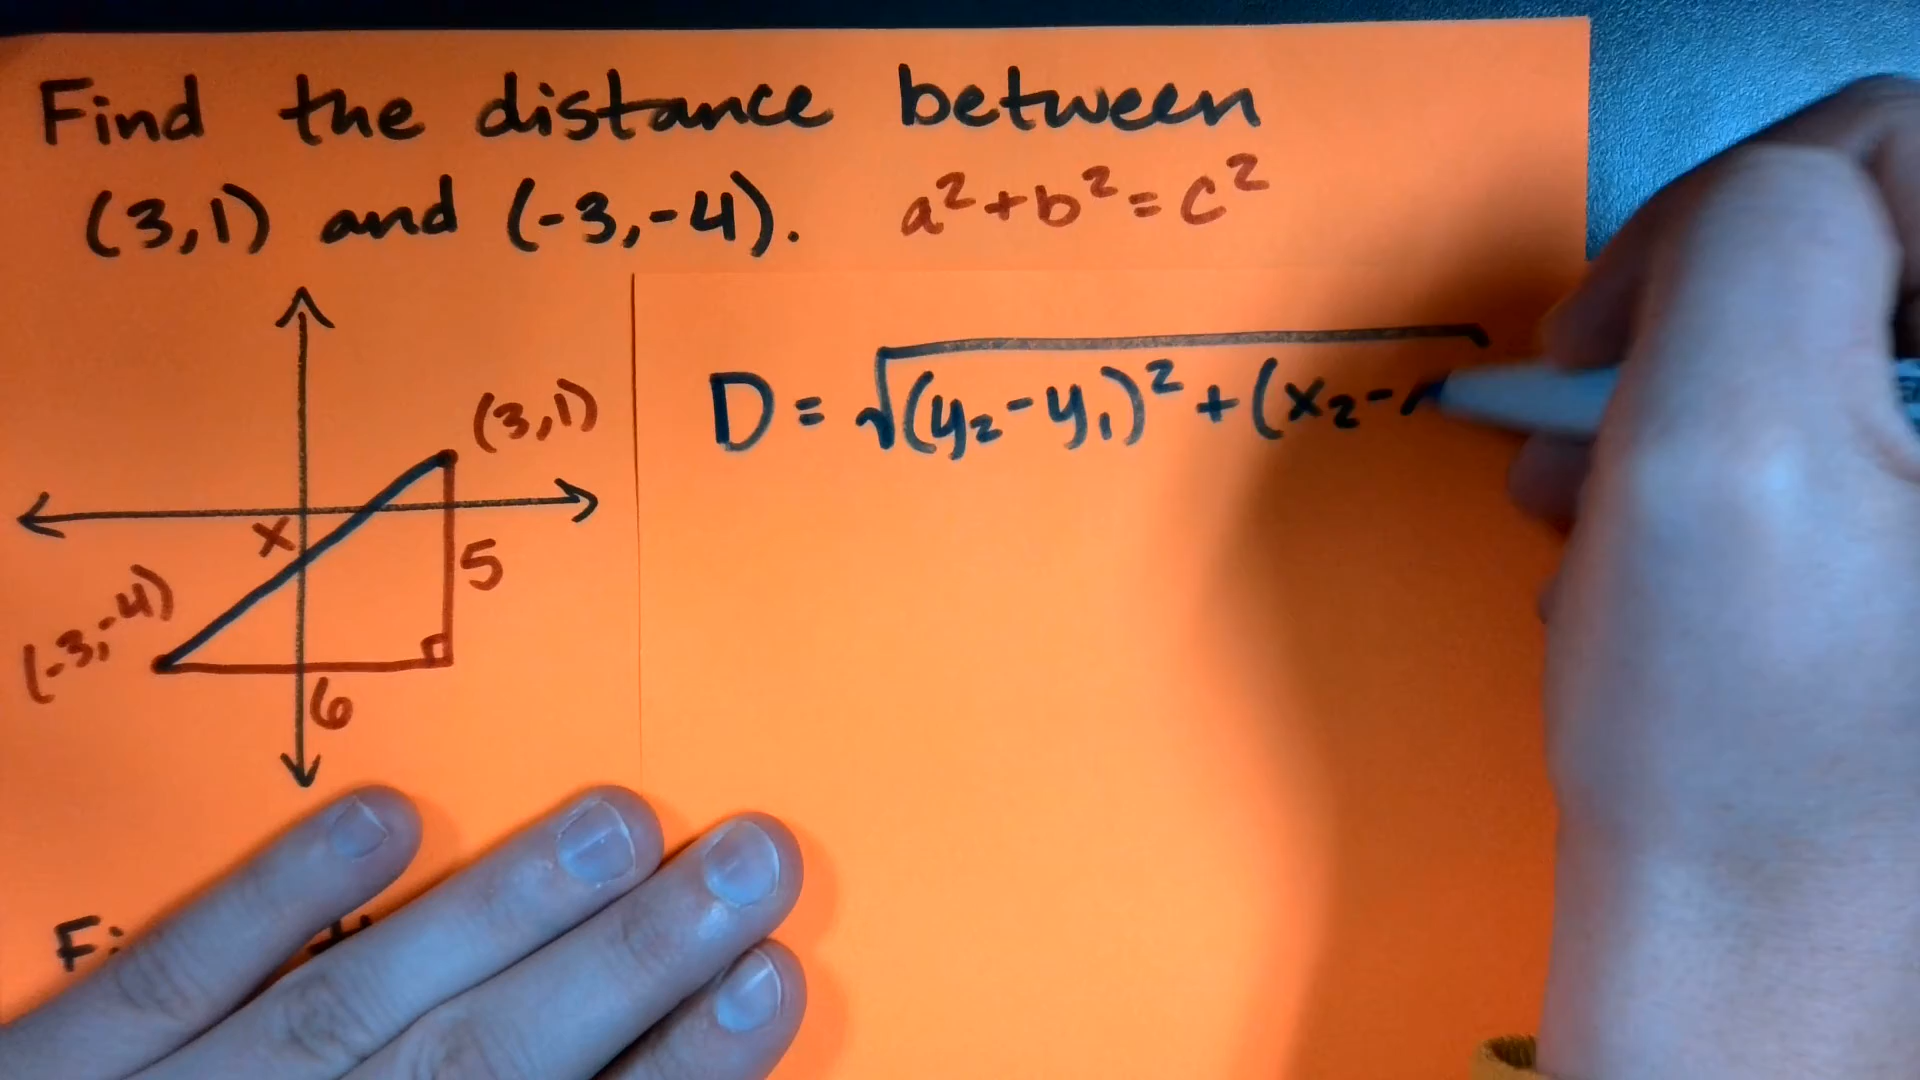 Find the distance between
(3,1) and (-3,-4). a²+b²=c²
D = √(y₂-y₁)² + (x₂-
(3,1)
x
5
(-3,-4)
6